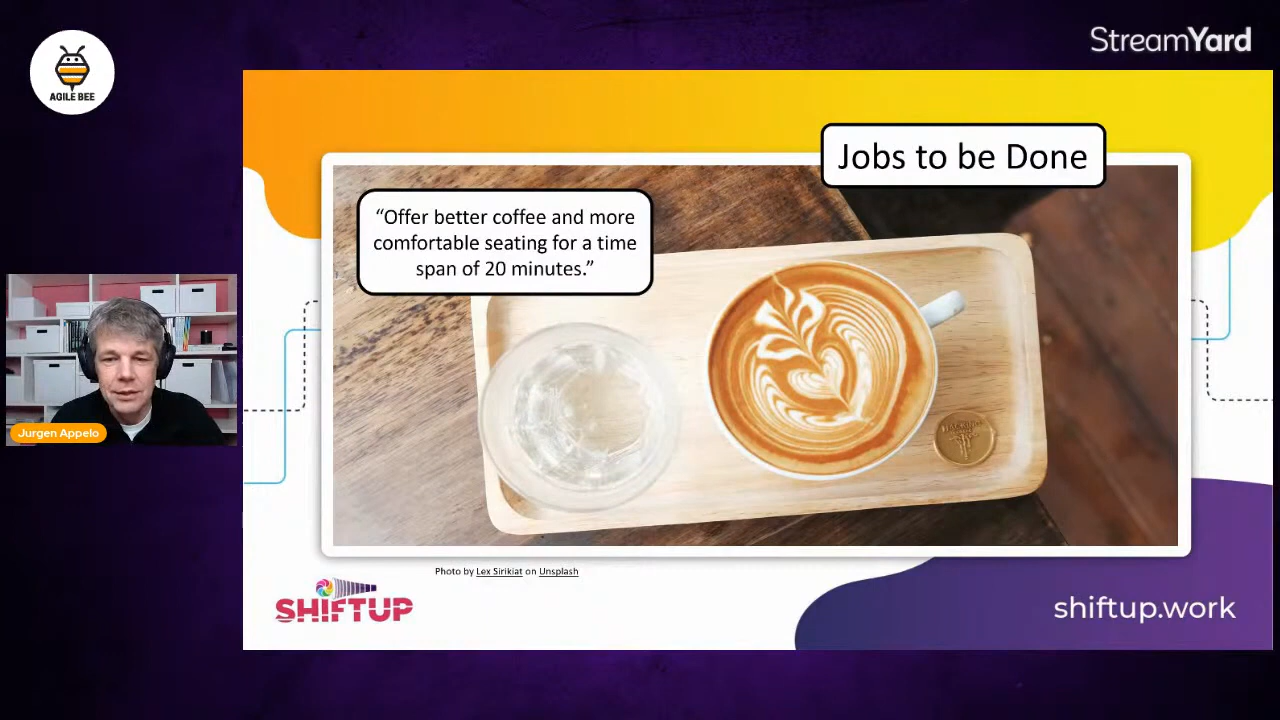 AGILE BEE
StreamYard
Jobs to be Done
“Offer better coffee and more
comfortable seating for a time
span of 20 minutes.”
Jurgen Appelo
Photo by Lex Sirikiat on Unsplash
SHIFTUP
shiftup.work